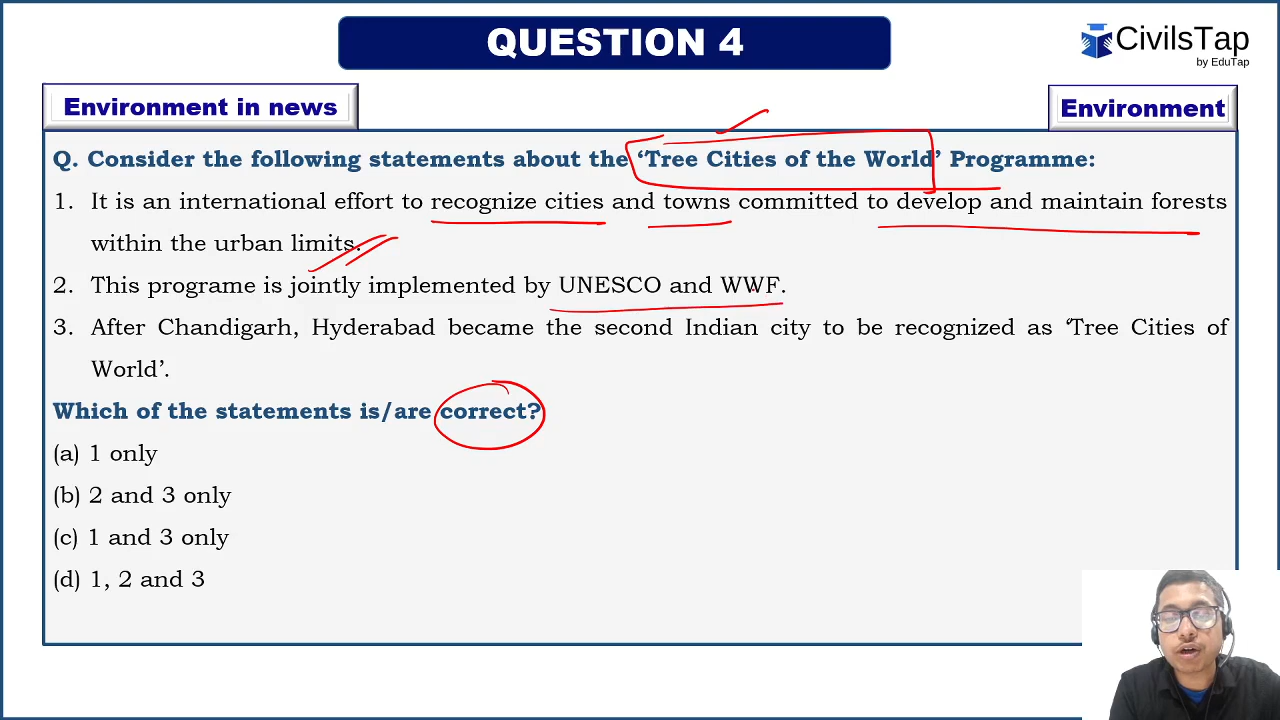 QUESTION 4
CivilsTap
by EduTap
Environment in news
Environment
Q. Consider the following statements about the ‘Tree Cities of the World’ Programme:
1. It is an international effort to recognize cities and towns committed to develop and maintain forests
within the urban limits.
2. This programe is jointly implemented by UNESCO and WWF.
3. After Chandigarh, Hyderabad became the second Indian city to be recognized as ‘Tree Cities of
World’.
Which of the statements is/are correct?
(a) 1 only
(b) 2 and 3 only
(c) 1 and 3 only
(d) 1, 2 and 3